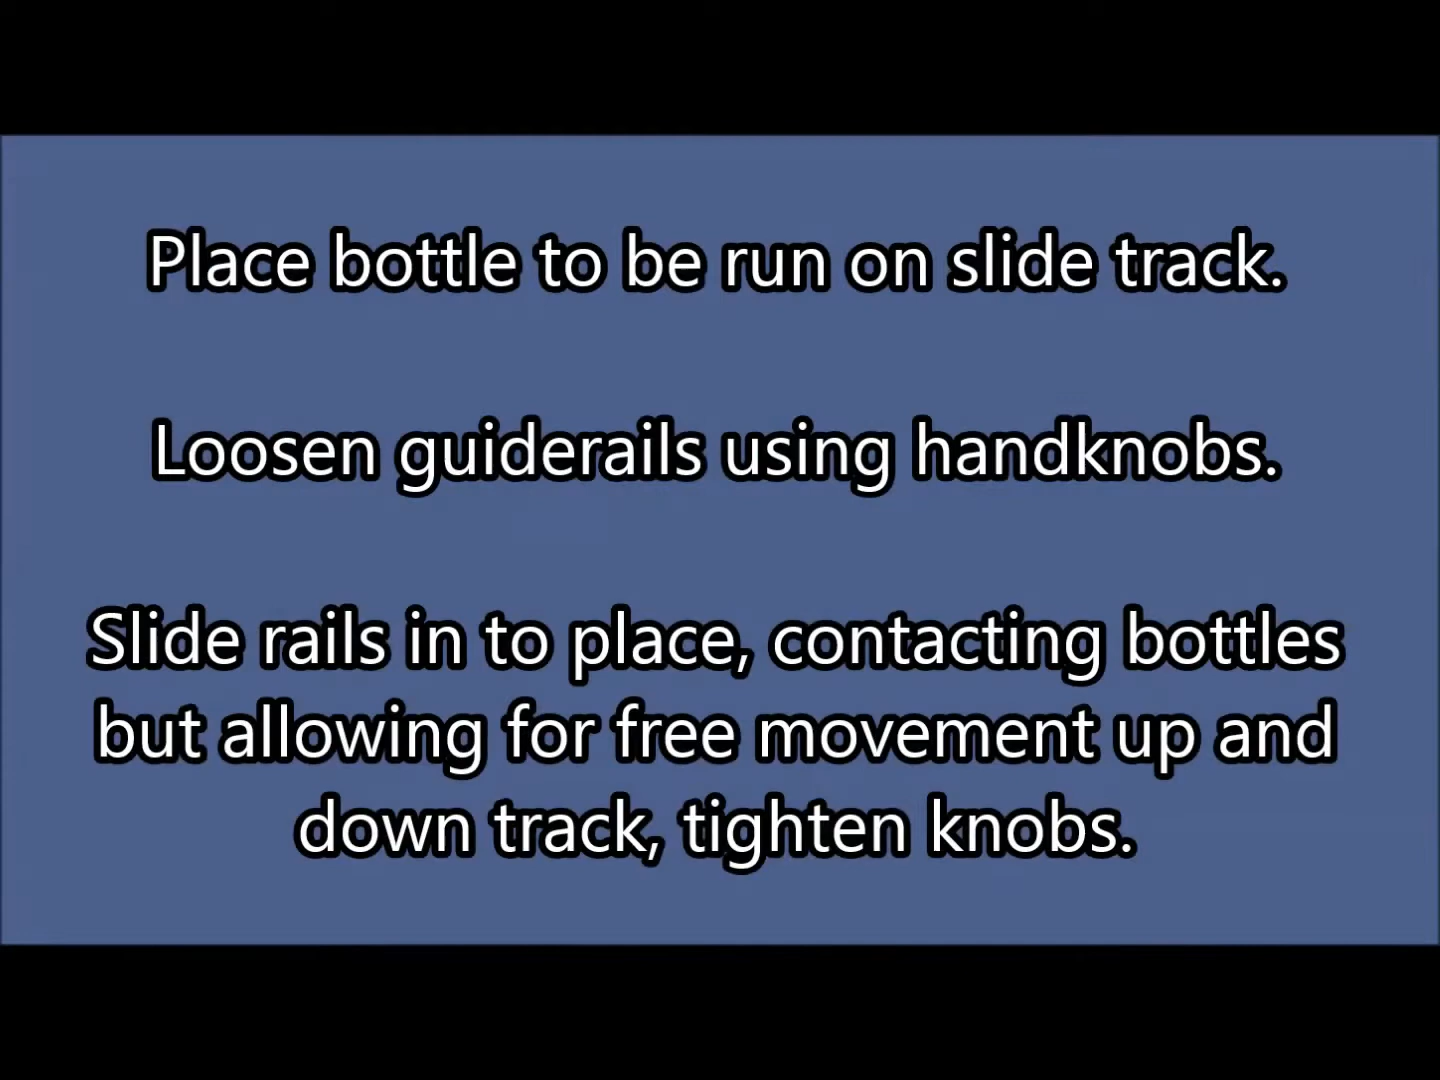 Place bottle to be run on slide track.
Loosen guiderails using handknobs.
Slide rails in to place, contacting bottles
but allowing for free movement up and
down track, tighten knobs.